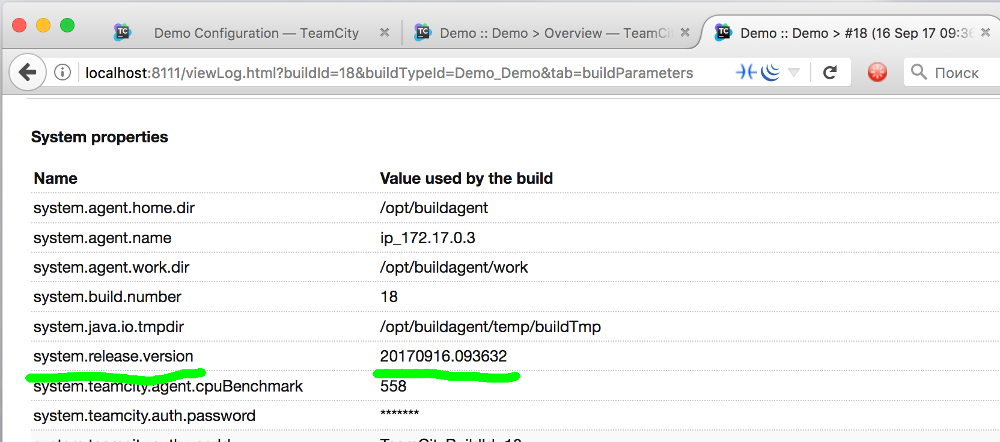 TC Demo Configuration — TeamCity
TC Demo :: Demo > Overview — TeamCi
TC Demo :: Demo > #18 (16 Sep 17 09:36
localhost:8111/viewLog.html?buildId=18&buildTypeId=Demo_Demo&tab=buildParameters
Поиск
System properties
Name Value used by the build
system.agent.home.dir /opt/buildagent
system.agent.name ip_172.17.0.3
system.agent.work.dir /opt/buildagent/work
system.build.number 18
system.java.io.tmpdir /opt/buildagent/temp/buildTmp
system.release.version 20170916.093632
system.teamcity.agent.cpuBenchmark 558
system.teamcity.auth.password *******